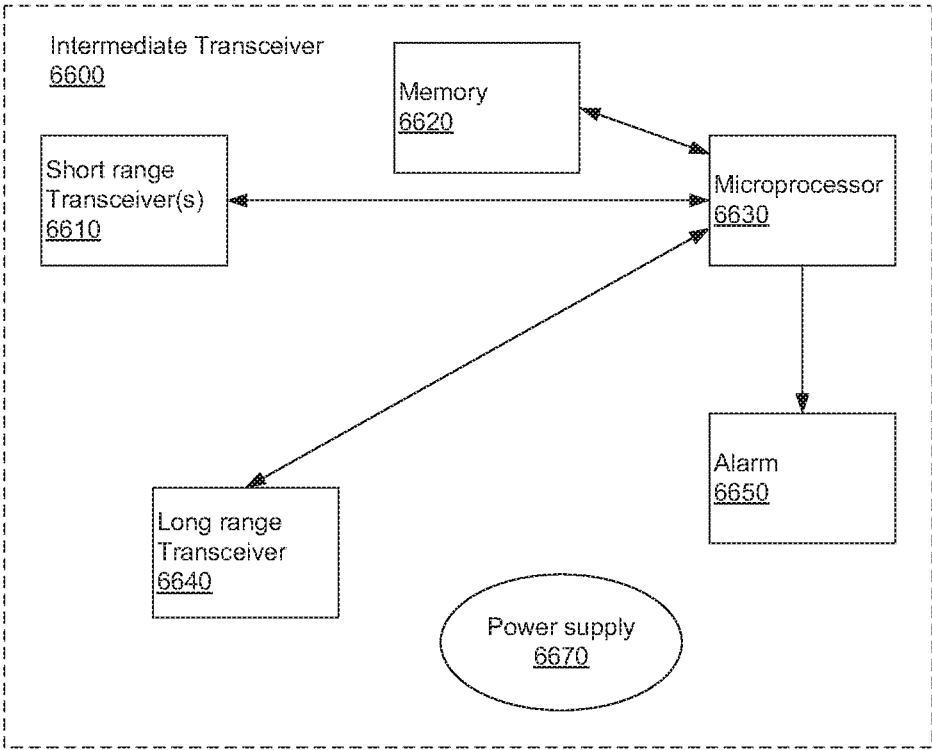 Intermediate Transceiver
6600
Memory
6620
Short range
Transceiver(s)
6610
Microprocessor
6630
Alarm
6650
Long range
Transceiver
6640
Power supply
6670